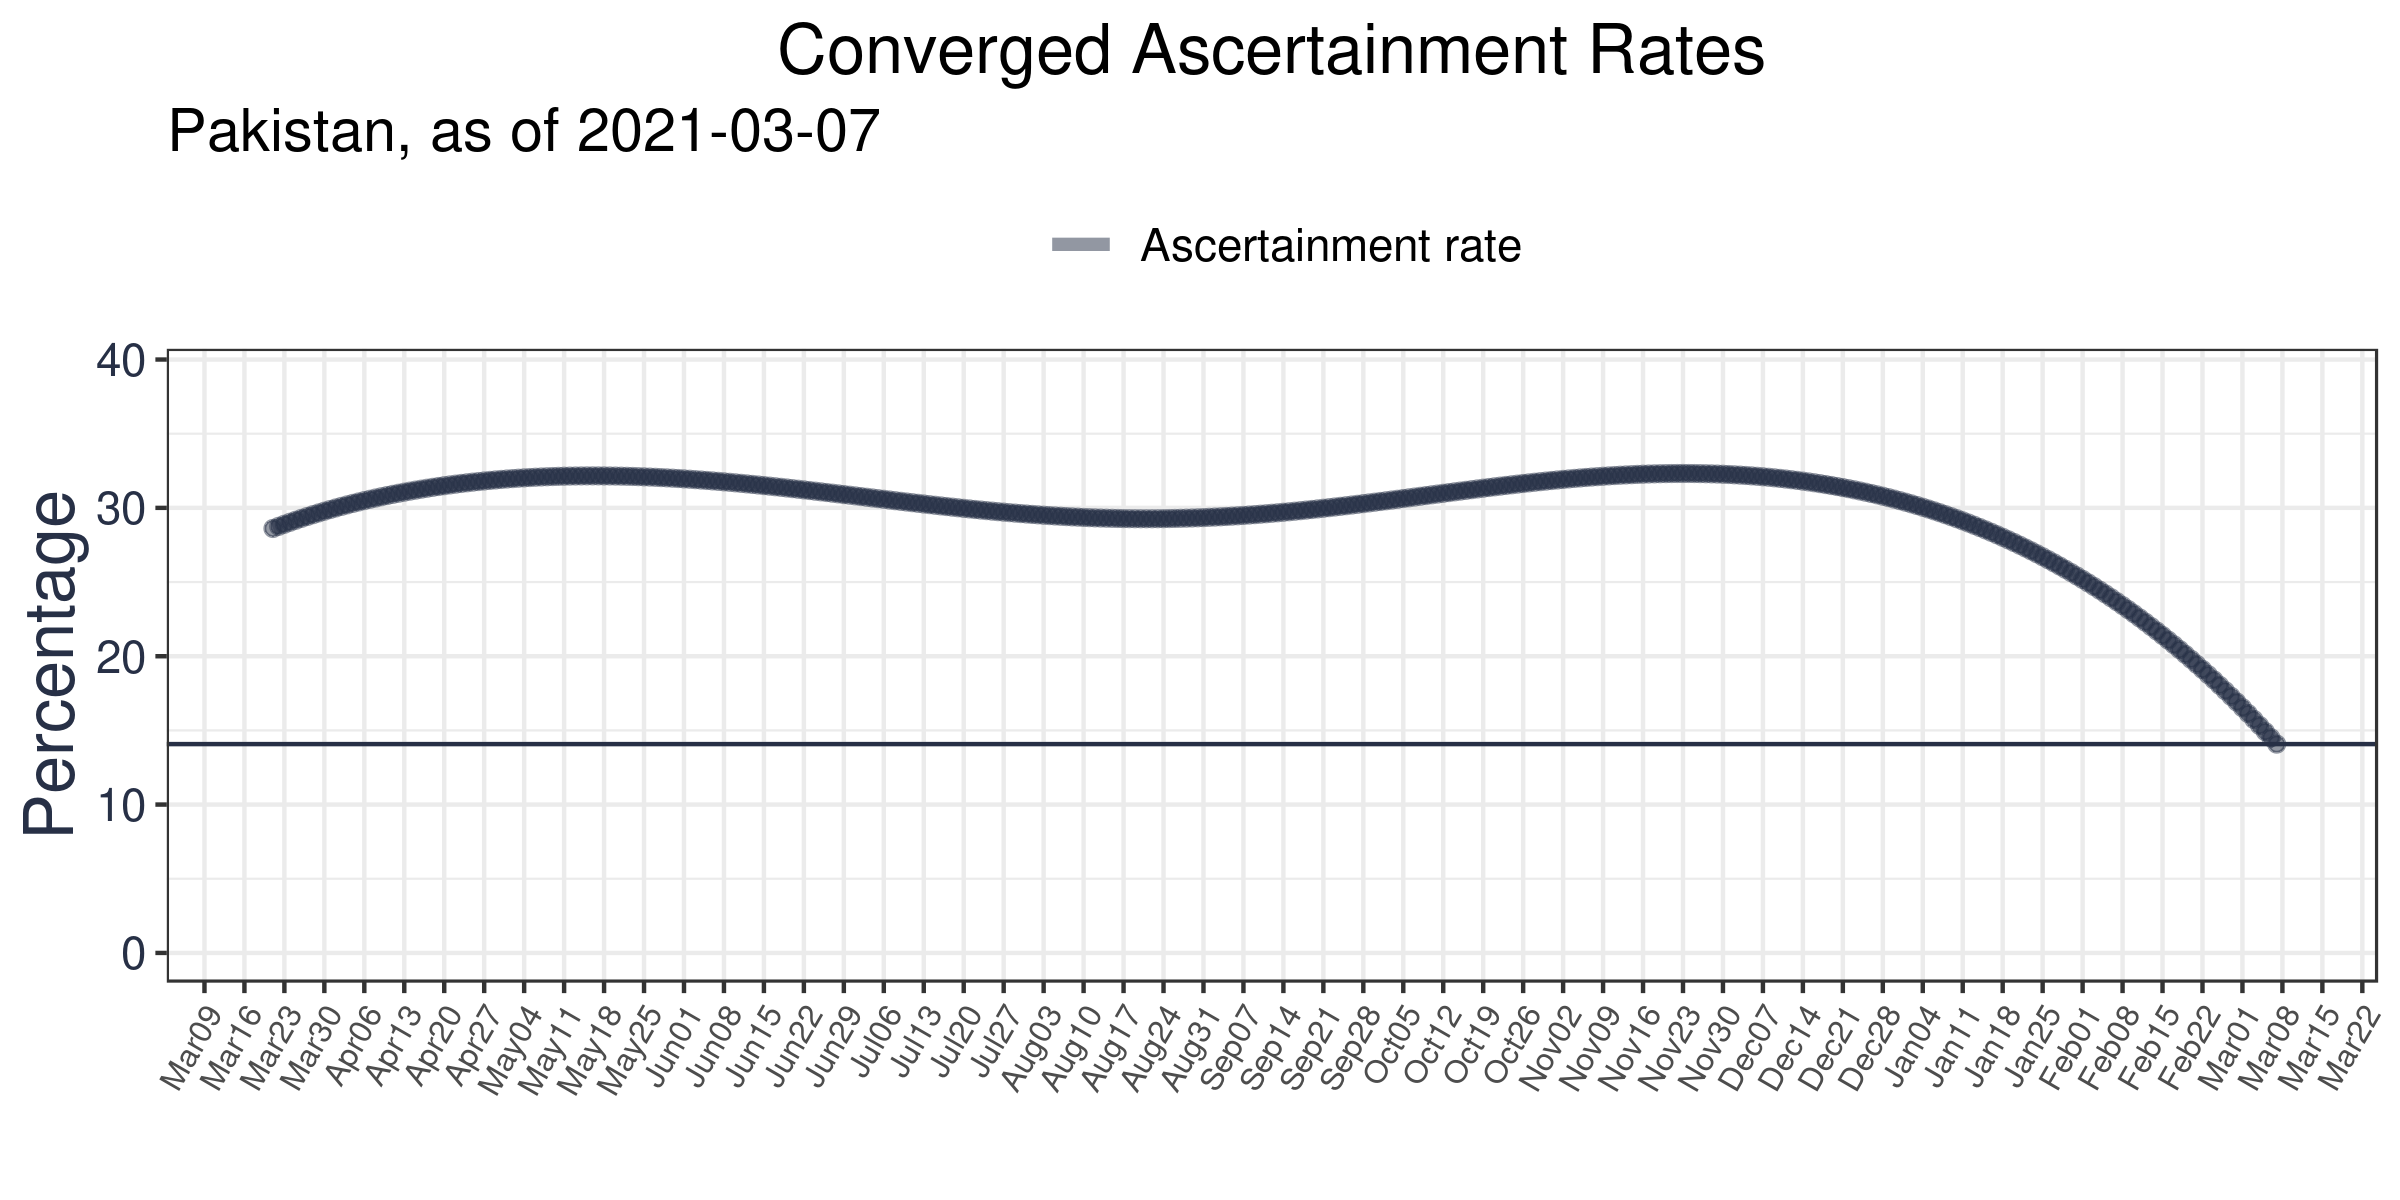 Converged Ascertainment Rates
Pakistan, as of 2021-03-07
Ascertainment rate
Percentage
40
30
20
10
0
Mar09 Mar16 Mar23 Mar30 Apr06 Apr13 Apr20 Apr27 May04 May11 May18 May25 Jun01 Jun08 Jun15 Jun22 Jun29 Jul06 Jul13 Jul20 Jul27 Aug03 Aug10 Aug17 Aug24 Aug31 Sep07 Sep14 Sep21 Sep28 Oct05 Oct12 Oct19 Oct26 Nov02 Nov09 Nov16 Nov23 Nov30 Dec07 Dec14 Dec21 Dec28 Jan04 Jan11 Jan18 Jan25 Feb01 Feb08 Feb15 Feb22 Mar01 Mar08 Mar15 Mar22